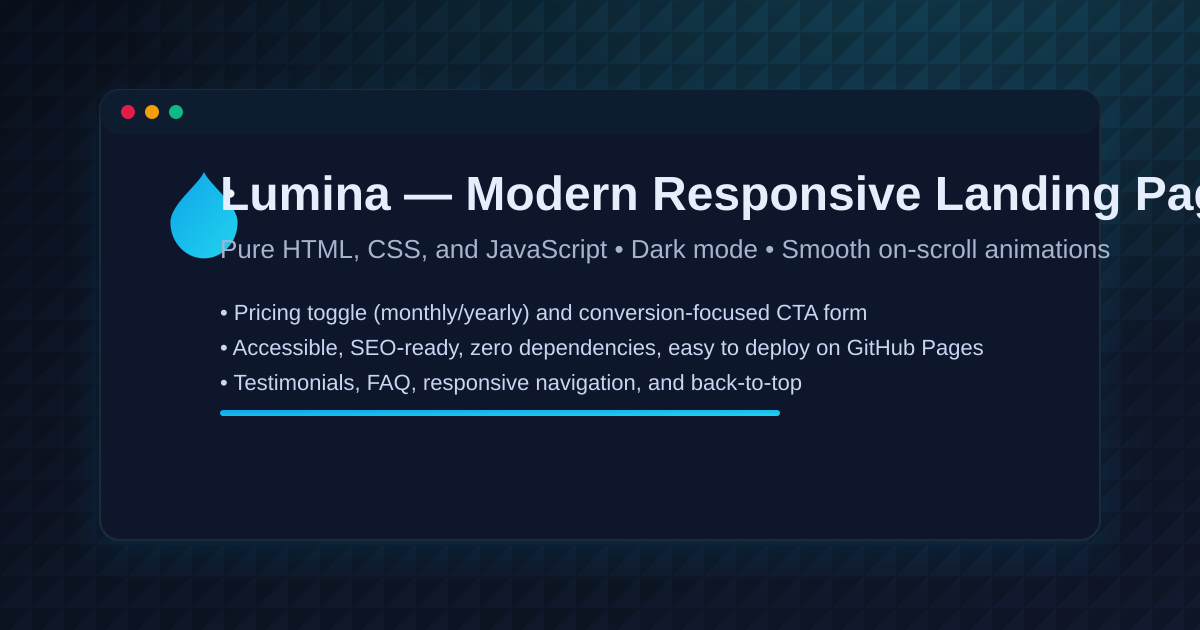 Lumina — Modern Responsive Landing Pag
Pure HTML, CSS, and JavaScript • Dark mode • Smooth on-scroll animations
• Pricing toggle (monthly/yearly) and conversion-focused CTA form
• Accessible, SEO-ready, zero dependencies, easy to deploy on GitHub Pages
• Testimonials, FAQ, responsive navigation, and back-to-top